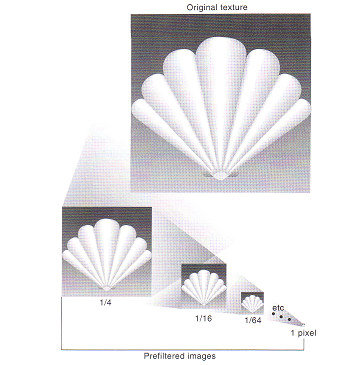 Original texture
1/4
1/16
1/64
etc
1 pixel
Prefiltered images